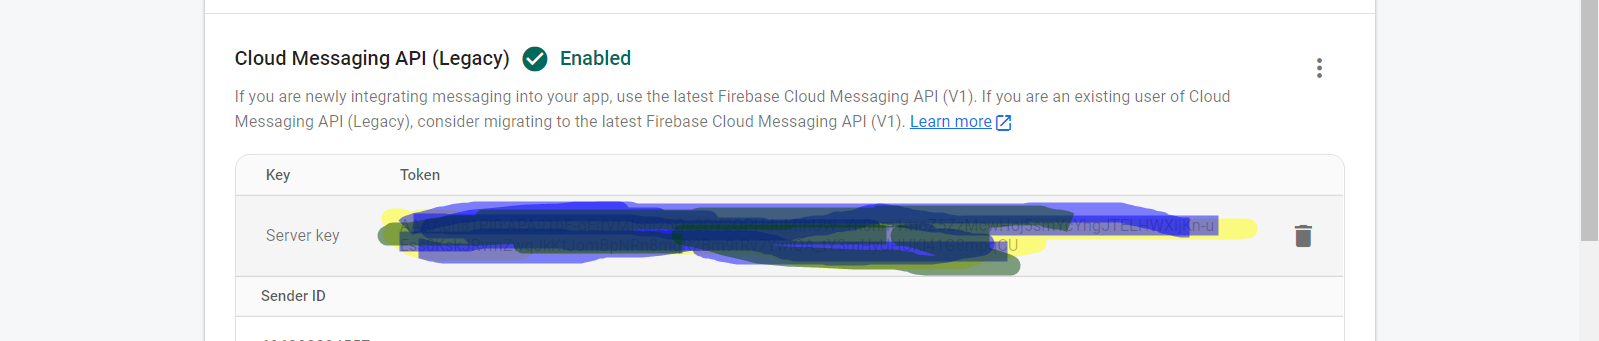 Cloud Messaging API (Legacy) Enabled
If you are newly integrating messaging into your app, use the latest Firebase Cloud Messaging API (V1). If you are an existing user of Cloud
Messaging API (Legacy), consider migrating to the latest Firebase Cloud Messaging API (V1). Learn more
Key Token
Server key
Sender ID